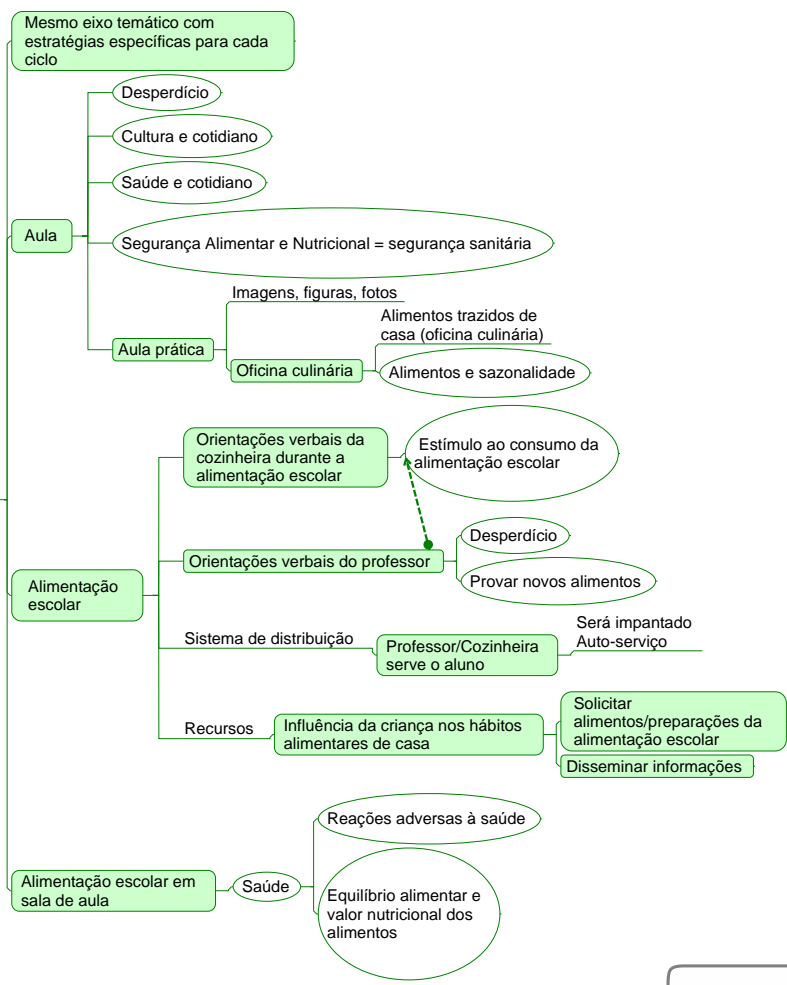 Mesmo eixo temático com
estratégias específicas para cada
ciclo
Aula
Desperdício
Cultura e cotidiano
Saúde e cotidiano
Segurança Alimentar e Nutricional = segurança sanitária
Aula prática
Imagens, figuras, fotos
Oficina culinária
Alimentos trazidos de
casa (oficina culinária)
Alimentos e sazonalidade
Alimentação
escolar
Orientações verbais da
cozinheira durante a
alimentação escolar
Estímulo ao consumo da
alimentação escolar
Orientações verbais do professor
Desperdício
Provar novos alimentos
Sistema de distribuição
Professor/Cozinheira
serve o aluno
Será impantado
Auto-serviço
Recursos
Influência da criança nos hábitos
alimentares de casa
Solicitar
alimentos/preparações da
alimentação escolar
Disseminar informações
Alimentação escolar em
sala de aula
Saúde
Reações adversas à saúde
Equilíbrio alimentar e
valor nutricional dos
alimentos